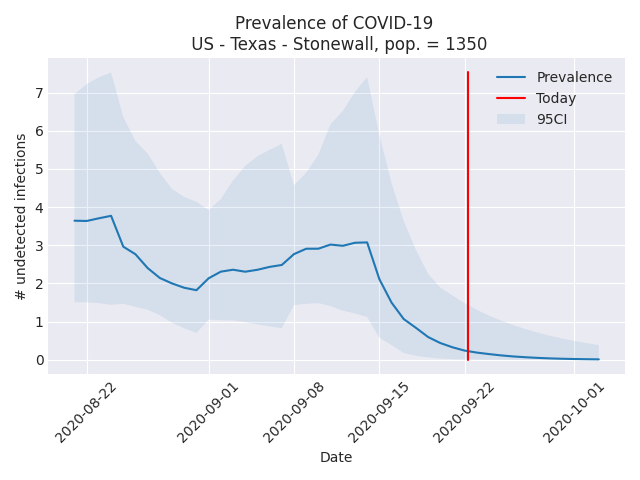 Prevalence of COVID-19
US - Texas - Stonewall, pop. = 1350
Prevalence
Today
95CI
# undetected infections
7
6
5
4
3
2
1
0
2020-08-22
2020-09-01
2020-09-08
2020-09-15
2020-09-22
2020-10-01
Date